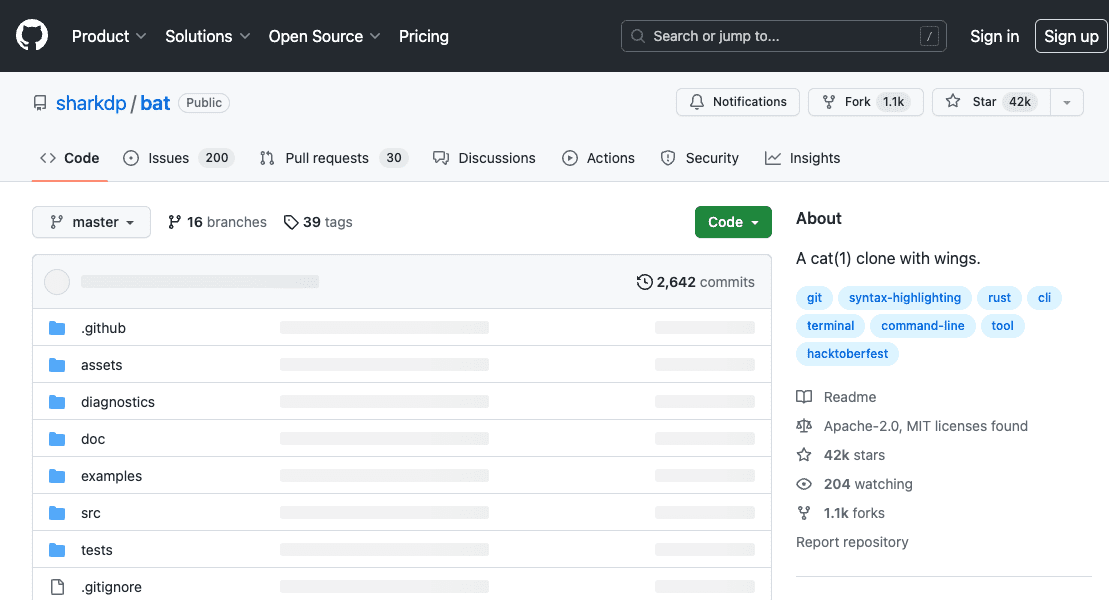 Product Solutions Open Source Pricing Search or jump to... / Sign in Sign up
sharkdp / bat Public Notifications Fork 1.1k Star 42k
Code Issues 200 Pull requests 30 Discussions Actions Security Insights
master 16 branches 39 tags Code
2,642 commits
.github
assets
diagnostics
doc
examples
src
tests
.gitignore
About
A cat(1) clone with wings.
git syntax-highlighting rust cli
terminal command-line tool
hacktoberfest
Readme
Apache-2.0, MIT licenses found
42k stars
204 watching
1.1k forks
Report repository